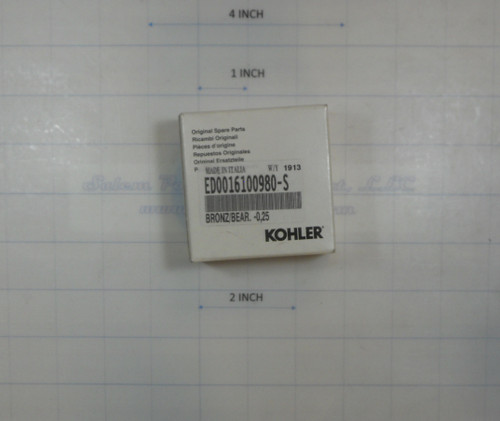 4 INCH
1 INCH
Original Spare Parts
Ricambi Originali
Pièces d'origine
Repuestos Originales
Original Ersatzteile
P. MADE IN ITALIA W/Y 1913
ED0016100980-S
BRONZ/BEAR. -0,25
KOHLER
2 INCH